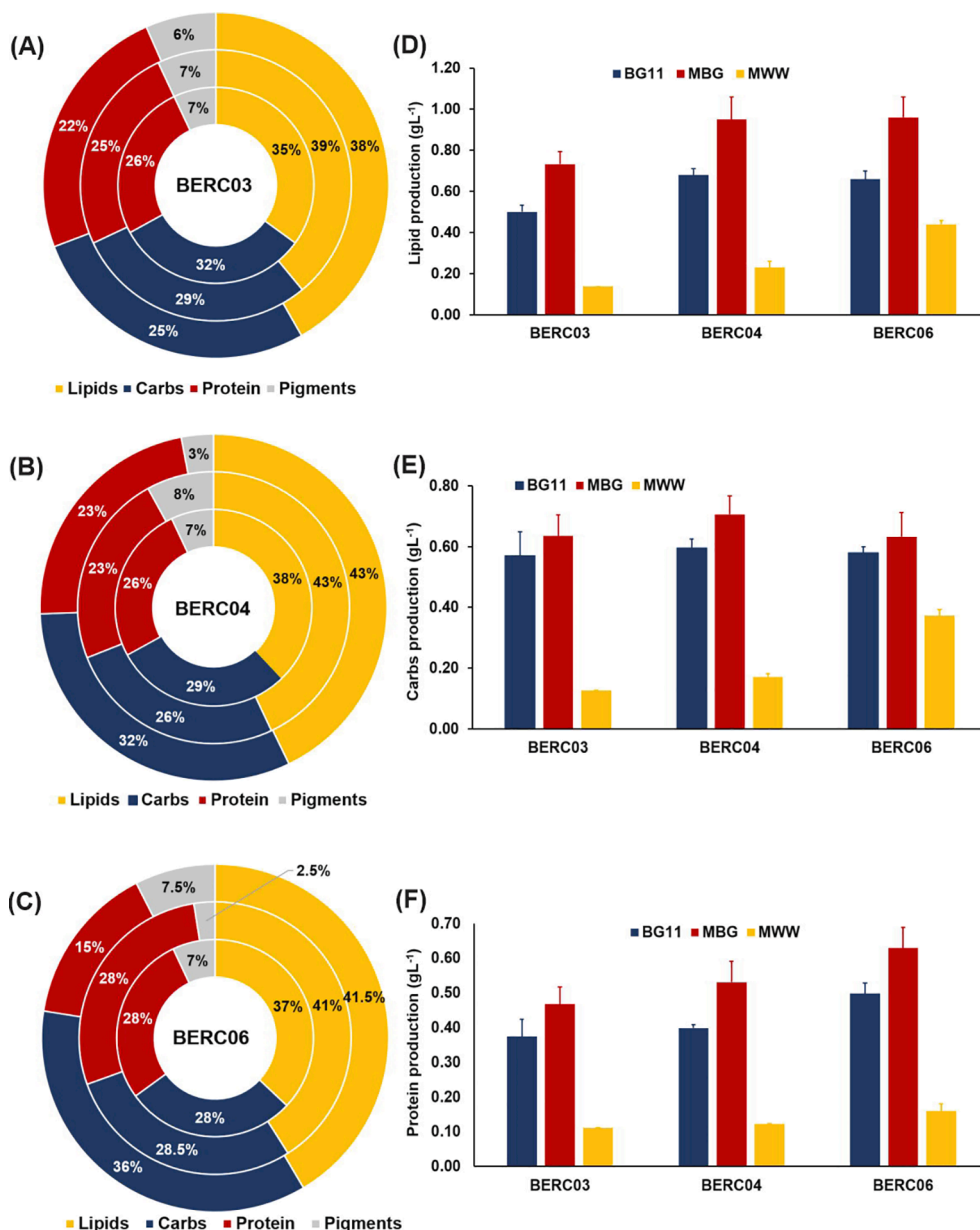 (A)
6%
7%
7%
22%
25%
26%
35%
39%
38%
BERC03
32%
29%
25%
Lipids Carbs Protein Pigments
(B)
3%
8%
7%
23%
23%
26%
38%
43%
43%
BERC04
29%
26%
32%
Lipids Carbs Protein Pigments
(C)
2.5%
7.5%
7%
15%
28%
28%
37%
41%
41.5%
BERC06
28%
28.5%
36%
Lipids Carbs Protein Pigments
(D)
BG11 MBG MWW
Lipid production (gL-1)
1.20
1.00
0.80
0.60
0.40
0.20
0.00
BERC03 BERC04 BERC06
(E)
BG11 MBG MWW
Carbs production (gL-1)
0.80
0.60
0.40
0.20
0.00
BERC03 BERC04 BERC06
(F)
BG11 MBG MWW
Protein production (gL-1)
0.70
0.60
0.50
0.40
0.30
0.20
0.10
0.00
BERC03 BERC04 BERC06